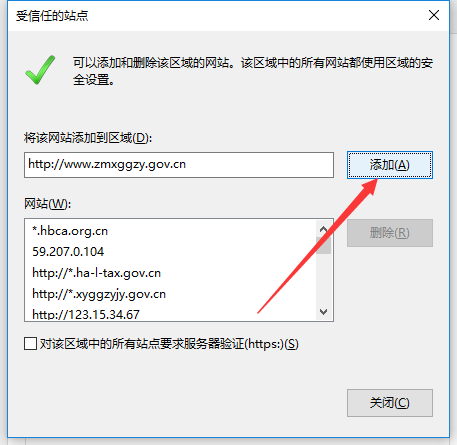 受信任的站点
可以添加和删除该区域的网站。该区域中的所有网站都使用区域的安
全设置。
将该网站添加到区域(D):
http://www.zmxggzy.gov.cn
添加(A)
网站(W):
*.hbca.org.cn
59.207.0.104
http://*.ha-l-tax.gov.cn
http://*.xyggzyjy.gov.cn
http://123.15.34.67
删除(R)
对该区域中的所有站点要求服务器验证(https:)(S)
关闭(C)